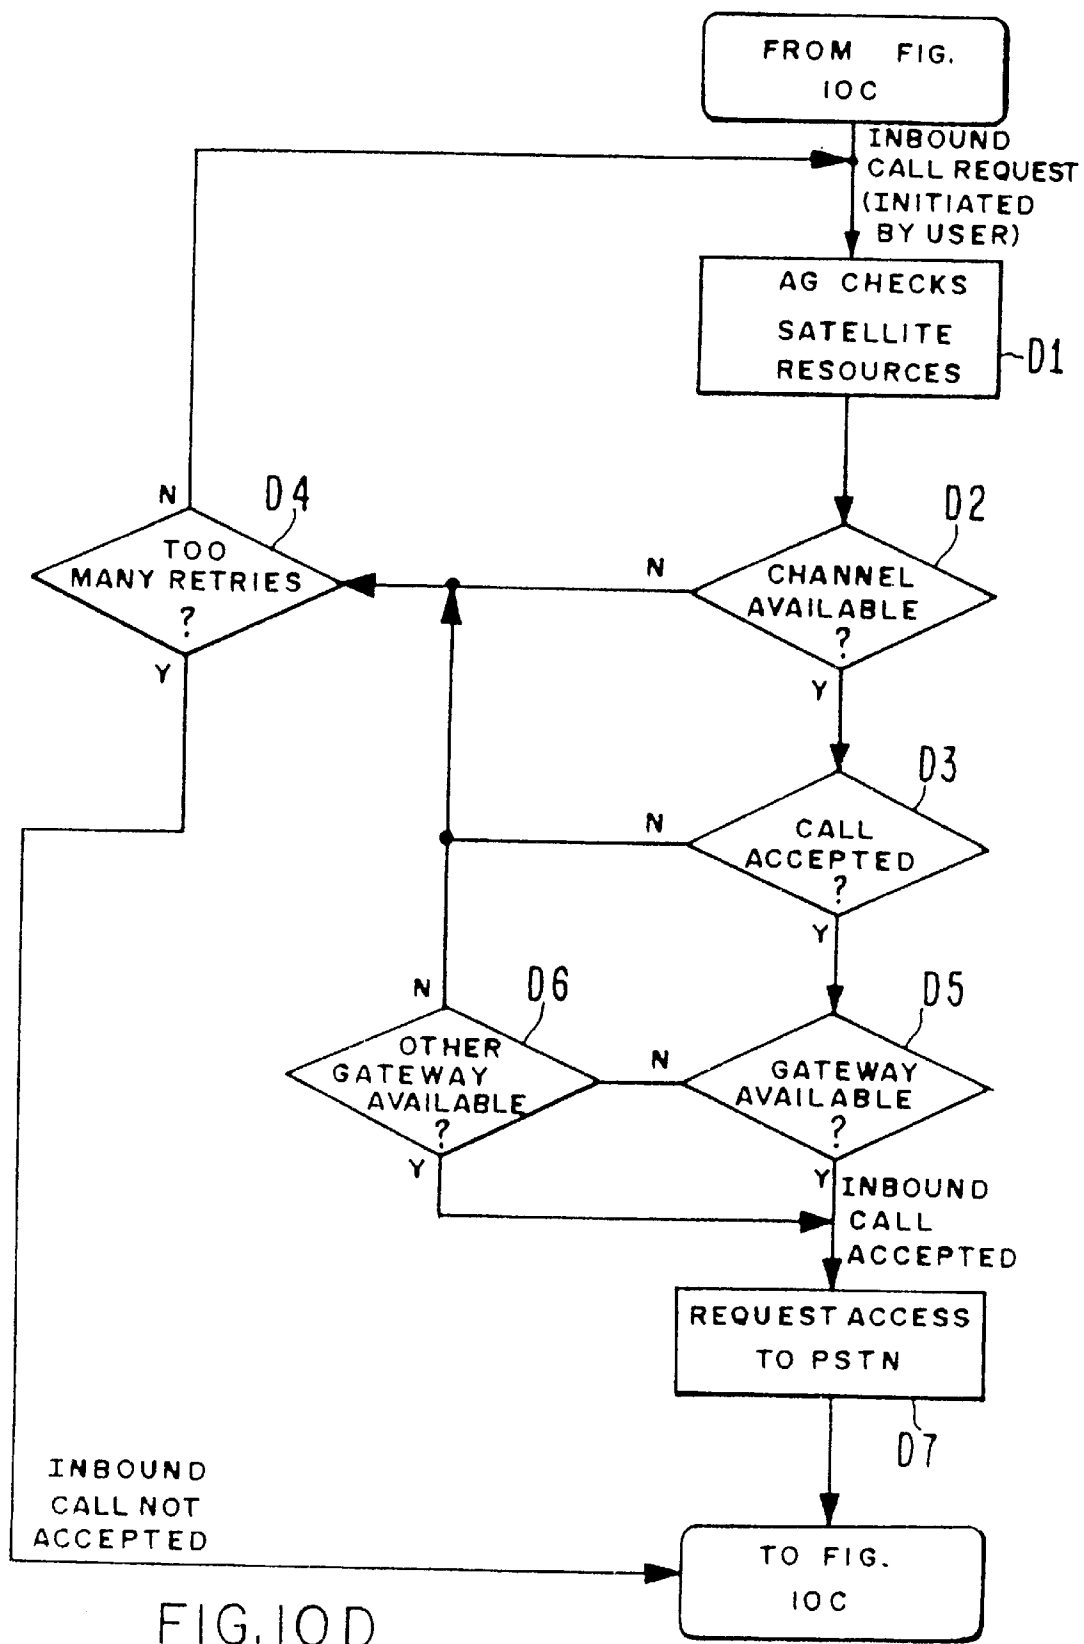 FROM FIG.
10C
INBOUND
CALL REQUEST
(INITIATED
BY USER)
AG CHECKS
SATELLITE
RESOURCES
D1
N
D4
TOO
MANY RETRIES
?
Y
N
D2
CHANNEL
AVAILABLE
?
Y
N
D3
CALL
ACCEPTED
?
Y
N
D6
OTHER
GATEWAY
AVAILABLE
?
Y
N
D5
GATEWAY
AVAILABLE
?
Y
INBOUND
CALL
ACCEPTED
REQUEST ACCESS
TO PSTN
D7
INBOUND
CALL NOT
ACCEPTED
TO FIG.
10C
FIG.10D